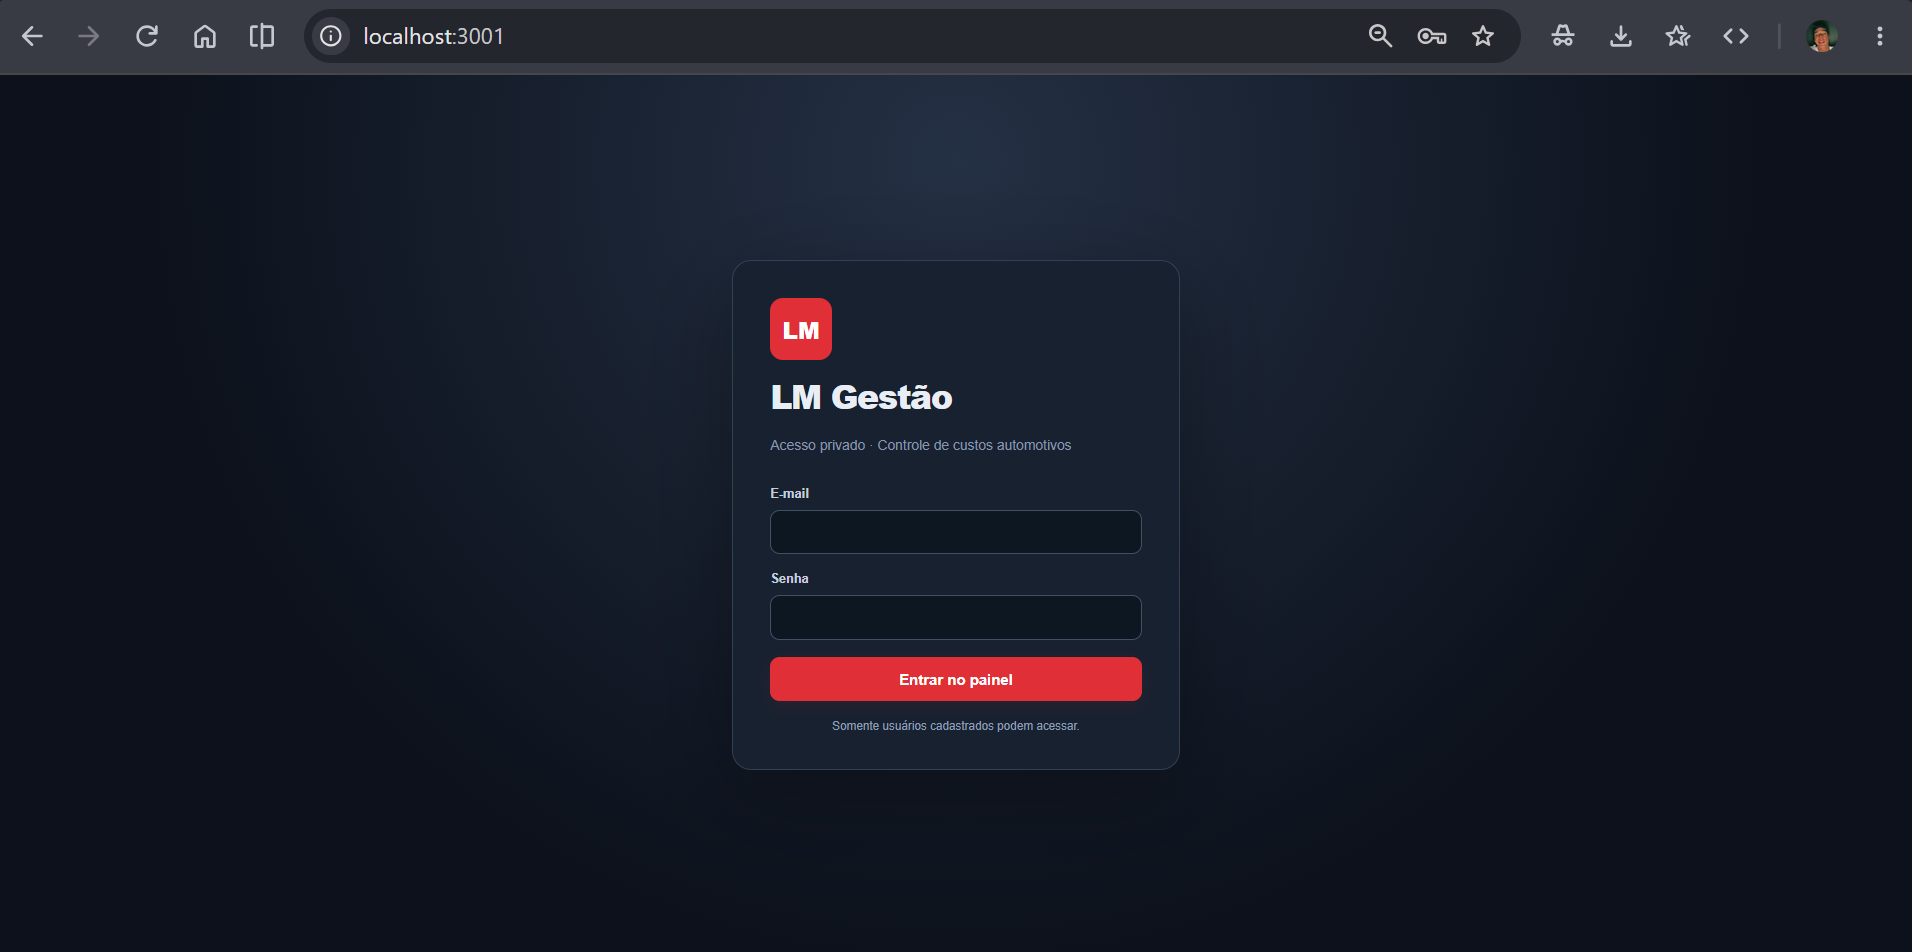 localhost:3001
LM
LM Gestão
Acesso privado · Controle de custos automotivos
E-mail
Senha
Entrar no painel
Somente usuários cadastrados podem acessar.